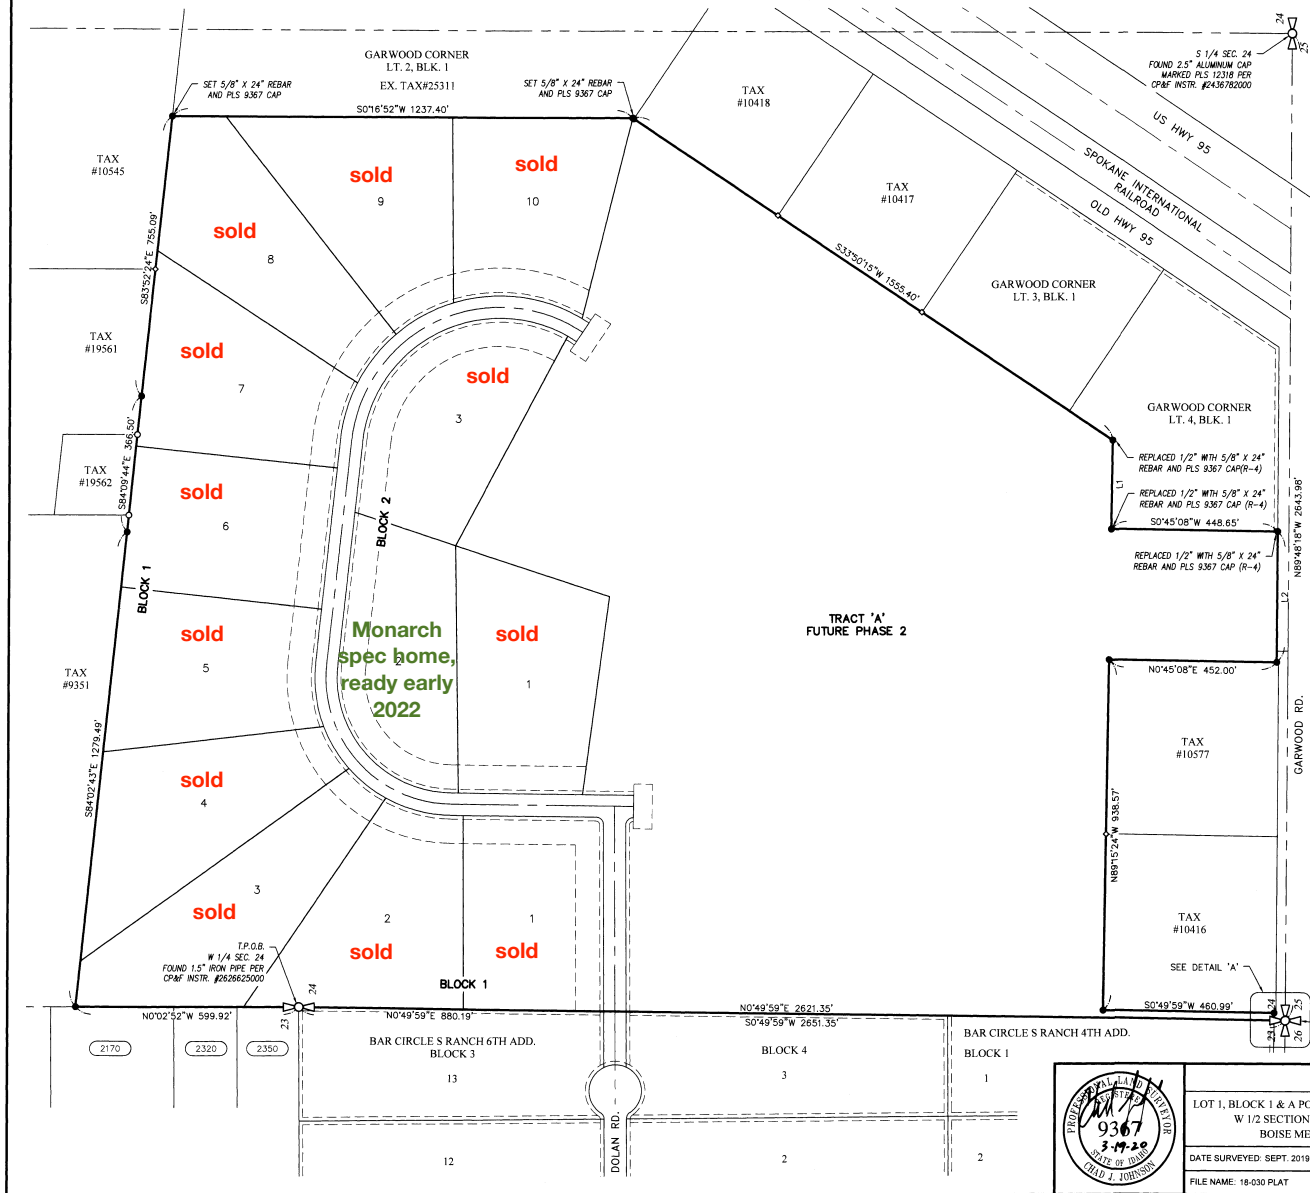 GARWOOD CORNER
LT. 2, BLK. 1
EX. TAX#25311
SET 5/8" X 24" REBAR
AND PLS 9367 CAP
SET 5/8" X 24" REBAR
AND PLS 9367 CAP
S0°16'52"W 1237.40'
24
25
S 1/4 SEC. 24
FOUND 2.5" ALUMINUM CAP
MARKED PLS 12318 PER
CP&F INSTR. #2436782000
TAX
#10418
US HWY 95
SPOKANE INTERNATIONAL
RAILROAD
OLD HWY 95
TAX
#10545
TAX
#10417
sold
9
sold
10
sold
8
S83°52'24"E 755.09'
S33°50'15"W 1555.40'
GARWOOD CORNER
LT. 3, BLK. 1
TAX
#19561
sold
7
sold
3
GARWOOD CORNER
LT. 4, BLK. 1
S84°09'44"E 366.50'
TAX
#19562
REPLACED 1/2" WITH 5/8" X 24"
REBAR AND PLS 9367 CAP(R-4)
L1
REPLACED 1/2" WITH 5/8" X 24"
REBAR AND PLS 9367 CAP (R-4)
S0°45'08"W 448.65'
N89°48'18"W 2643.98'
sold
6
BLOCK 2
REPLACED 1/2" WITH 5/8" X 24"
REBAR AND PLS 9367 CAP (R-4)
BLOCK 1
L2
TRACT 'A'
FUTURE PHASE 2
sold
5
Monarch
spec home,
2
ready early
2022
sold
1
TAX
#9351
N0°45'08"E 452.00'
GARWOOD RD.
TAX
#10577
S84°02'43"E 1279.49'
sold
4
N89°15'24"W 938.57'
3
sold
2
sold
1
sold
TAX
#10416
T.P.O.B.
W 1/4 SEC. 24
FOUND 1.5" IRON PIPE PER
CP&F INSTR. #2626625000
SEE DETAIL 'A'
BLOCK 1
24
23
N0°02'52"W 599.92'
N0°49'59"E 880.19'
N0°49'59"E 2621.35'
S0°49'59"W 2651.35'
S0°49'59"W 460.99'
24
25
23
26
2170
2320
2350
BAR CIRCLE S RANCH 6TH ADD.
BLOCK 3
13
BLOCK 4
3
BAR CIRCLE S RANCH 4TH ADD.
BLOCK 1
1
12
DOLAN RD.
2
2
PROFESSIONAL LAND SURVEYOR
REGISTERED
9367
3-19-20
STATE OF IDAHO
CHAD J. JOHNSON
LOT 1, BLOCK 1 & A PO
W 1/2 SECTION
BOISE ME
DATE SURVEYED: SEPT. 2019
FILE NAME: 18-030 PLAT